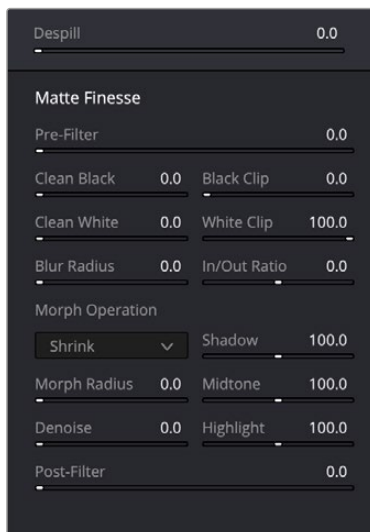 Despill 0.0
Matte Finesse
Pre-Filter 0.0
Clean Black 0.0 Black Clip 0.0
Clean White 0.0 White Clip 100.0
Blur Radius 0.0 In/Out Ratio 0.0
Morph Operation
Shrink Shadow 100.0
Morph Radius 0.0 Midtone 100.0
Denoise 0.0 Highlight 100.0
Post-Filter 0.0